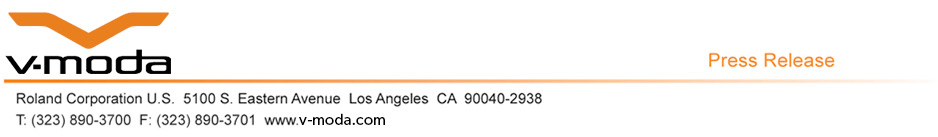 v-moda
Press Release
Roland Corporation U.S.  5100 S. Eastern Avenue  Los Angeles  CA  90040-2938
T: (323) 890-3700  F: (323) 890-3701  www.v-moda.com